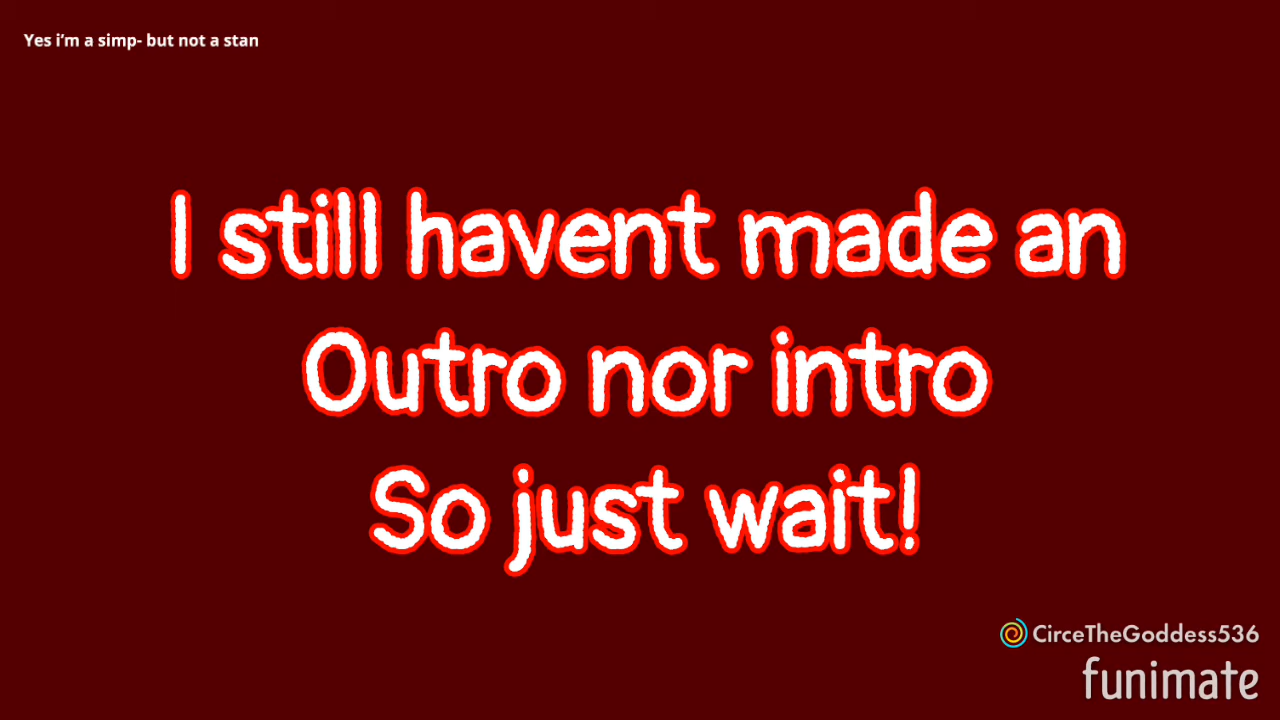 Yes i’m a simp- but not a stan
I still havent made an
Outro nor intro
So just wait!
CirceTheGoddess536
funimate